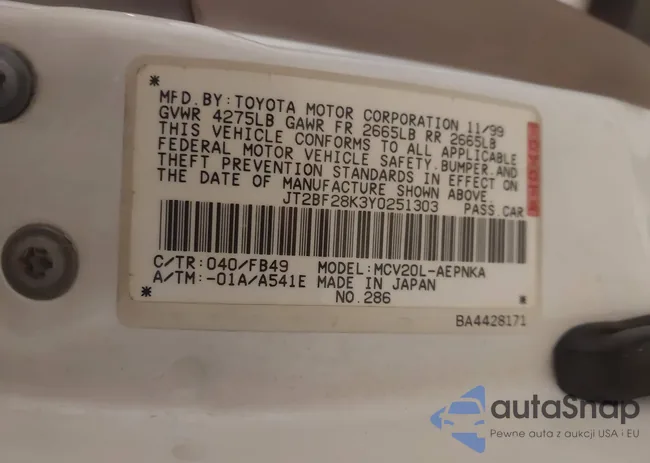 MFD.BY:TOYOTA MOTOR CORPORATION 11/99
GVWR 4275LB GAWR FR 2665LB RR 2665LB
THIS VEHICLE CONFORMS TO ALL APPLICABLE
FEDERAL MOTOR VEHICLE SAFETY,BUMPER,AND
THEFT PREVENTION STANDARDS IN EFFECT ON
THE DATE OF MANUFACTURE SHOWN ABOVE.
JT2BF28K3Y0251303 PASS.CAR
C/TR:040/FB49 MODEL:MCV20L-AEPNKA
A/TM:-01A/A541E MADE IN JAPAN
NO.286
BA4428171
autaSnap
Pewne auta z aukcji USA i EU